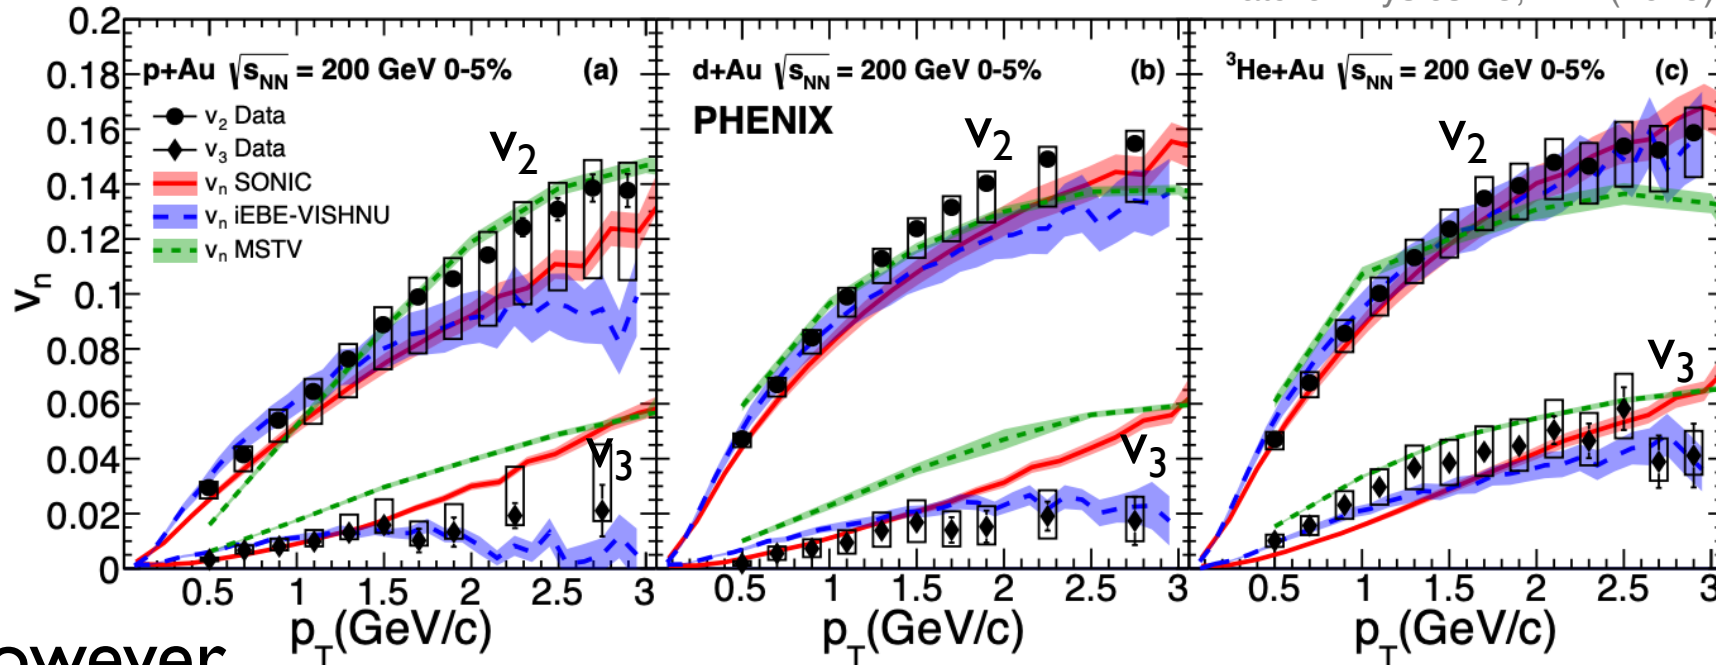 0.2
0.18
0.16
0.14
0.12
0.1
0.08
0.06
0.04
0.02
0
vn
p+Au √sNN = 200 GeV 0-5% (a)
v2 Data
v3 Data
vn SONIC
vn iEBE-VISHNU
vn MSTV
v2
v3
0.5 1 1.5 2 2.5 3
pT(GeV/c)
d+Au √sNN = 200 GeV 0-5% (b)
PHENIX
v2
v3
0.5 1 1.5 2 2.5 3
pT(GeV/c)
3He+Au √sNN = 200 GeV 0-5% (c)
v2
v3
0.5 1 1.5 2 2.5 3
pT(GeV/c)
owever